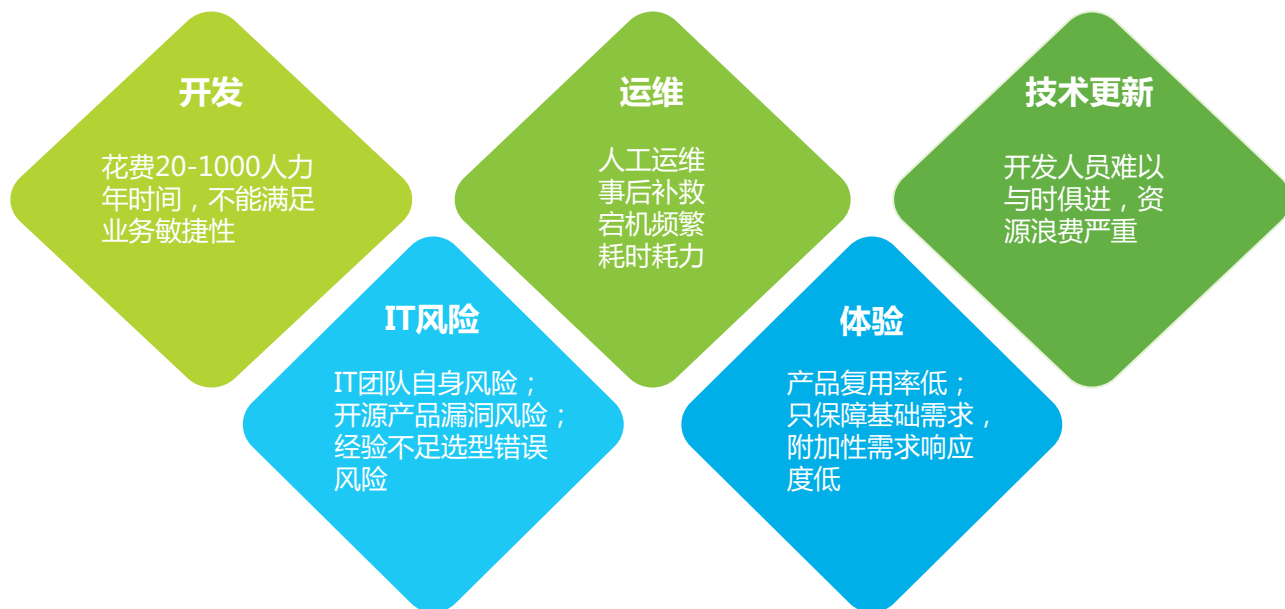 开发
花费20-1000人力
年时间，不能满足
业务敏捷性
运维
人工运维
事后补救
宕机频繁
耗时耗力
技术更新
开发人员难以
与时俱进，资
源浪费严重
IT风险
IT团队自身风险；
开源产品漏洞风险；
经验不足选型错误
风险
体验
产品复用率低；
只保障基础需求，
附加性需求响应
度低